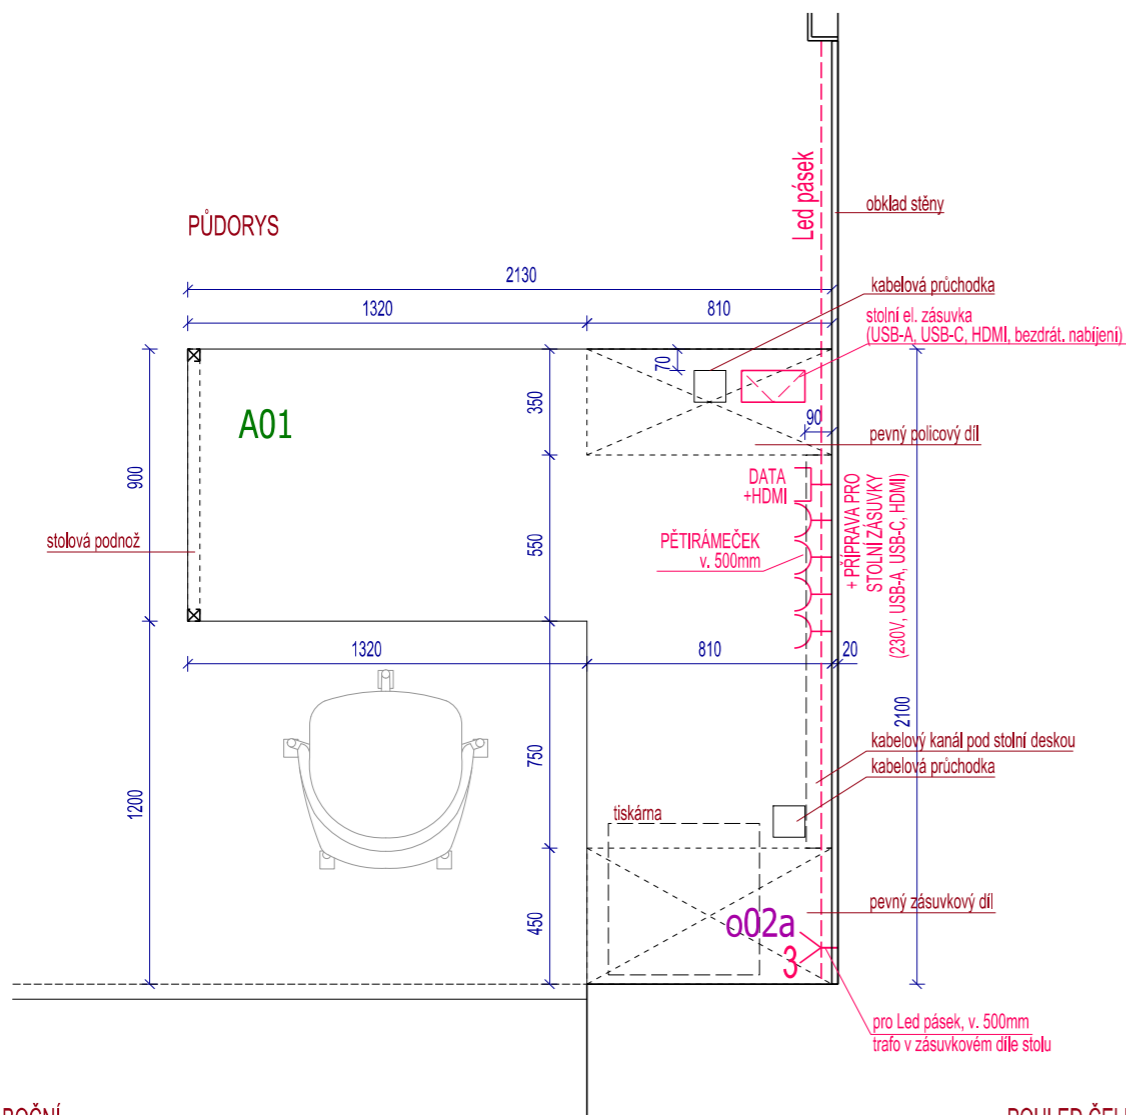 Led pásek
obklad stěny
PŮDORYS
2130
kabelová průchodka
1320
810
stolní el. zásuvka
(USB-A, USB-C, HDMI, bezdrát. nabíjení)
70
350
A01
90
pevný policový díl
900
DATA
+HDMI
+ PŘÍPRAVA PRO
STOLNÍ ZÁSUVKY
(230V, USB-A, USB-C, HDMI)
stolová podnož
550
PĚTIRÁMEČEK
v. 500mm
1320
810
20
2100
750
kabelový kanál pod stolní deskou
kabelová průchodka
1200
tiskárna
450
pevný zásuvkový díl
o02a
3
pro Led pásek, v. 500mm
trafo v zásuvkovém díle stolu